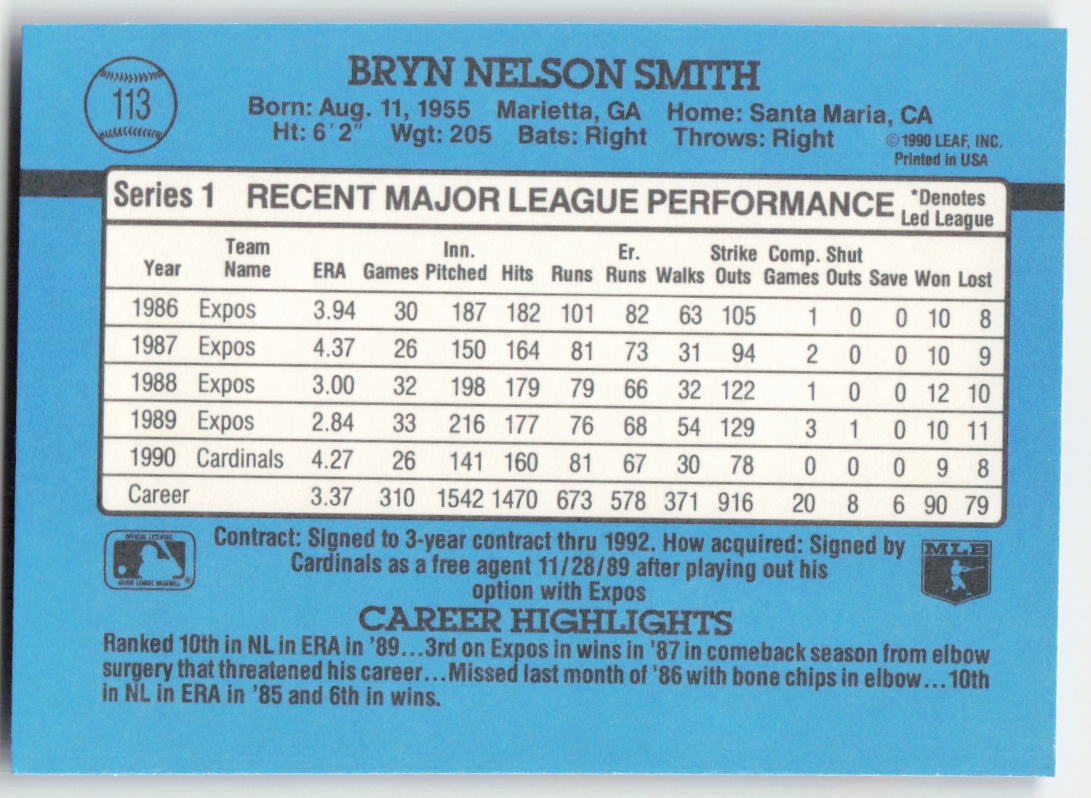 113
BRYN NELSON SMITH
Born: Aug. 11, 1955 Marietta, GA Home: Santa Maria, CA
Ht: 6'2" Wgt: 205 Bats: Right Throws: Right
©1990 LEAF, INC.
Printed in USA
Series 1 RECENT MAJOR LEAGUE PERFORMANCE *Denotes Led League
Year Team Name ERA Games Inn. Pitched Hits Runs Er. Runs Walks Strike Outs Comp. Games Shut Outs Save Won Lost
1986 Expos 3.94 30 187 182 101 82 63 105 1 0 0 10 8
1987 Expos 4.37 26 150 164 81 73 31 94 2 0 0 10 9
1988 Expos 3.00 32 198 179 79 66 32 122 1 0 0 12 10
1989 Expos 2.84 33 216 177 76 68 54 129 3 1 0 10 11
1990 Cardinals 4.27 26 141 160 81 67 30 78 0 0 0 9 8
Career 3.37 310 1542 1470 673 578 371 916 20 8 6 90 79
OFFICIAL LICENSEE
MAJOR LEAGUE BASEBALL
Contract: Signed to 3-year contract thru 1992. How acquired: Signed by
Cardinals as a free agent 11/28/89 after playing out his
option with Expos
MLB
CAREER HIGHLIGHTS
Ranked 10th in NL in ERA in '89...3rd on Expos in wins in '87 in comeback season from elbow
surgery that threatened his career...Missed last month of '86 with bone chips in elbow...10th
in NL in ERA in '85 and 6th in wins.